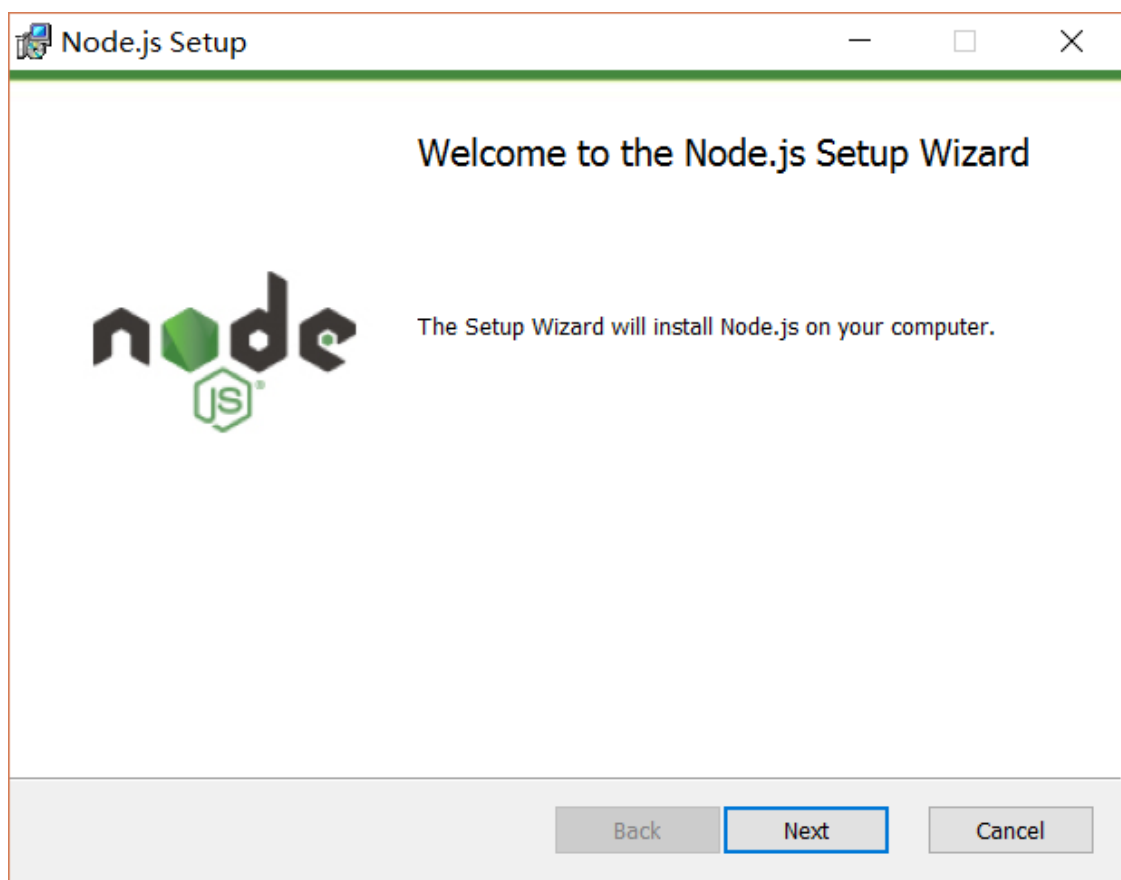 Node.js Setup
Welcome to the Node.js Setup Wizard
The Setup Wizard will install Node.js on your computer.
node
JS®
Back
Next
Cancel